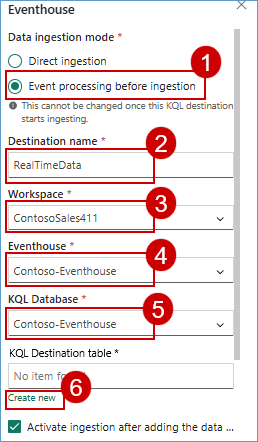 Eventhouse
Data ingestion mode *
Direct ingestion
1
Event processing before ingestion
This cannot be changed once this KQL destination
starts ingesting.
Destination name *
2
RealTimeData
Workspace *
3
ContosoSales411
Eventhouse *
4
Contoso-Eventhouse
KQL Database *
5
Contoso-Eventhouse
KQL Destination table *
No item fo
6
Create new
Activate ingestion after adding the data ...